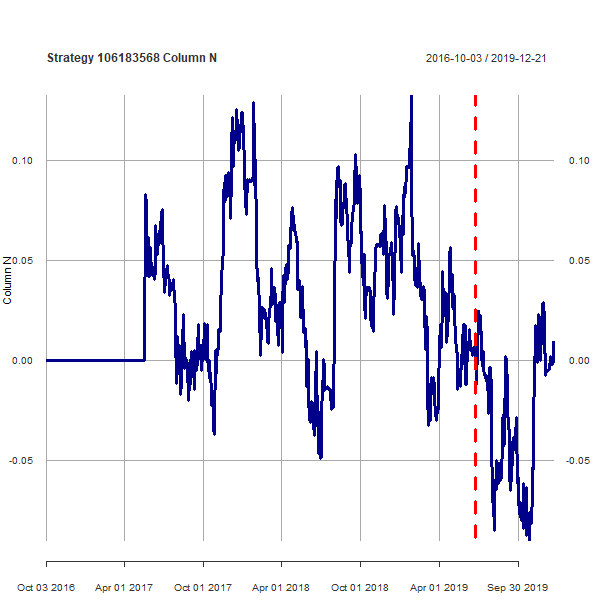 Strategy 106183568 Column N
2016-10-03 / 2019-12-21
Column N
0.10
0.05
0.00
-0.05
0.10
0.05
0.00
-0.05
Oct 03 2016
Apr 01 2017
Oct 01 2017
Apr 01 2018
Oct 01 2018
Apr 01 2019
Sep 30 2019